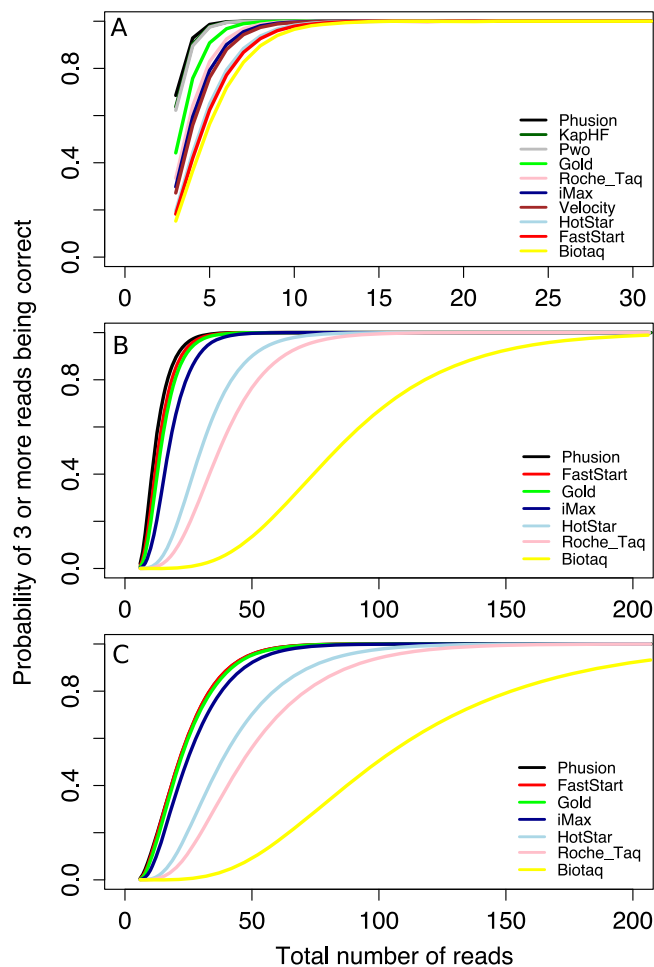 Probability of 3 or more reads being correct
A
0.8
0.4
0.0
Phusion
KapHF
Pwo
Gold
Roche_Taq
iMax
Velocity
HotStar
FastStart
Biotaq
0 5 10 15 20 25 30
B
0.8
0.4
0.0
Phusion
FastStart
Gold
iMax
HotStar
Roche_Taq
Biotaq
0 50 100 150 200
C
0.8
0.4
0.0
Phusion
FastStart
Gold
iMax
HotStar
Roche_Taq
Biotaq
0 50 100 150 200
Total number of reads